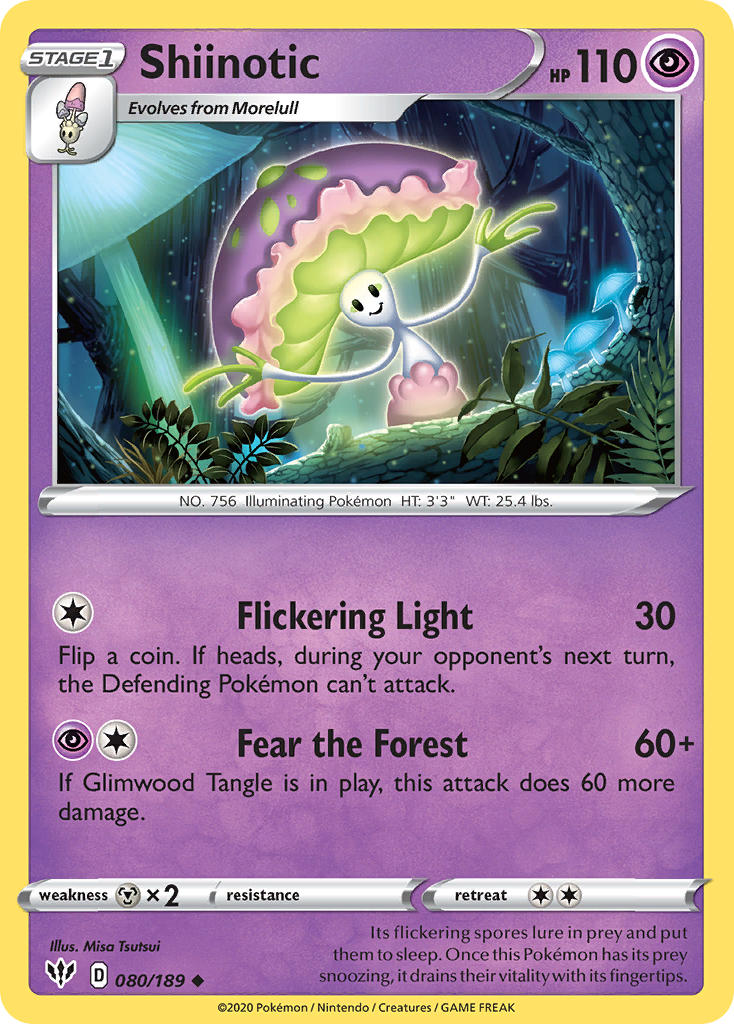 STAGE1
Shiinotic
HP 110
Evolves from Morelull
NO. 756 Illuminating Pokémon HT: 3'3" WT: 25.4 lbs.
Flickering Light 30
Flip a coin. If heads, during your opponent's next turn,
the Defending Pokémon can't attack.
Fear the Forest 60+
If Glimwood Tangle is in play, this attack does 60 more
damage.
weakness ×2 resistance retreat
Illus. Misa Tsutsui
Its flickering spores lure in prey and put
them to sleep. Once this Pokémon has its prey
snoozing, it drains their vitality with its fingertips.
D 080/189
©2020 Pokémon / Nintendo / Creatures / GAME FREAK